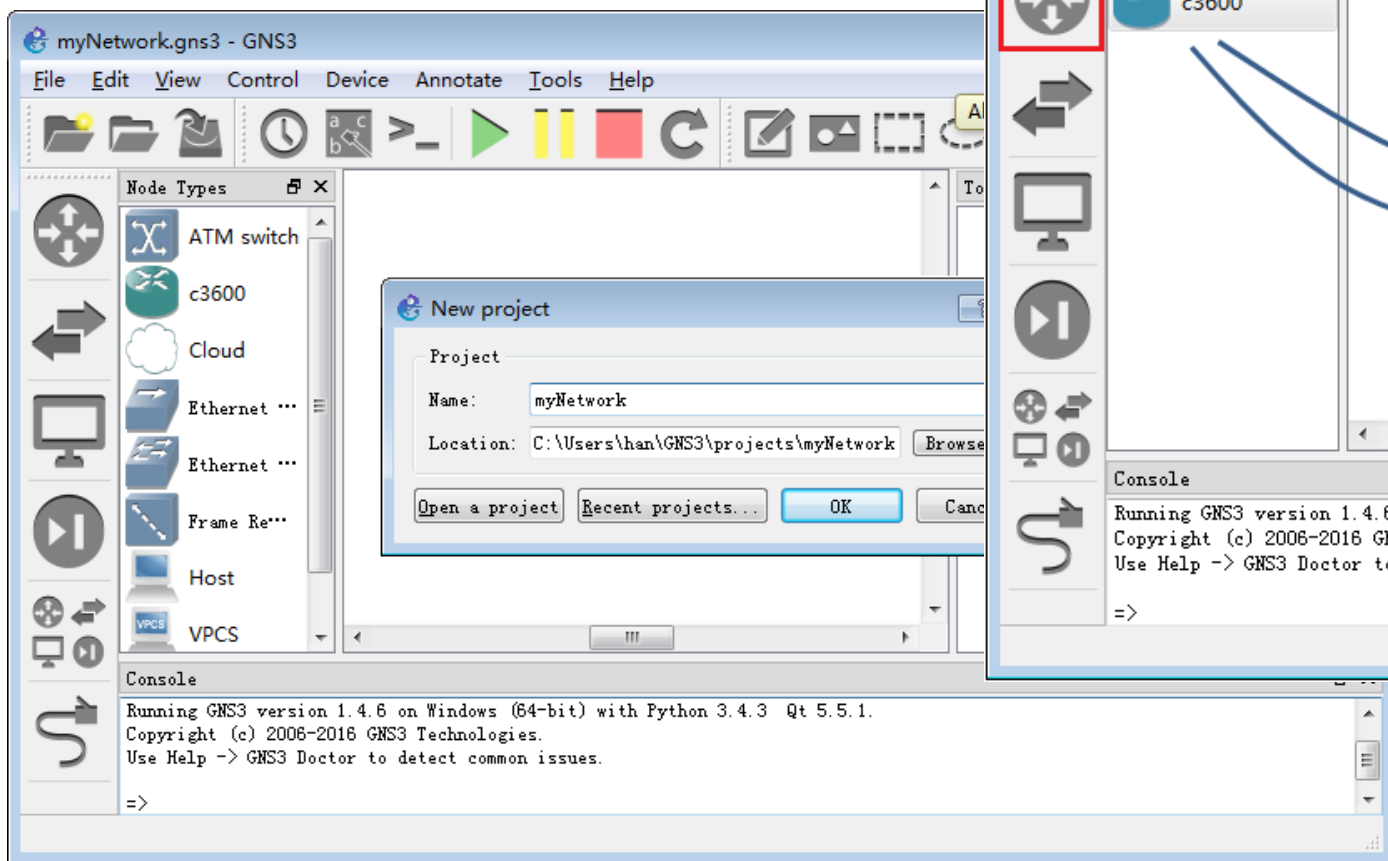 myNetwork.gns3 - GNS3
File Edit View Control Device Annotate Tools Help
Node Types
ATM switch
c3600
Cloud
Ethernet ...
Ethernet ...
Frame Re...
Host
VPCS
VPCS
New project
Project
Name: myNetwork
Location: C:\Users\han\GNS3\projects\myNetwork Browse
Open a project Recent projects... OK Canc
Console
Running GNS3 version 1.4.6 on Windows (64-bit) with Python 3.4.3 Qt 5.5.1.
Copyright (c) 2006-2016 GNS3 Technologies.
Use Help -> GNS3 Doctor to detect common issues.
=>
c3600
Console
Running GNS3 version 1.4.6
Copyright (c) 2006-2016
Use Help -> GNS3 Doctor
=>